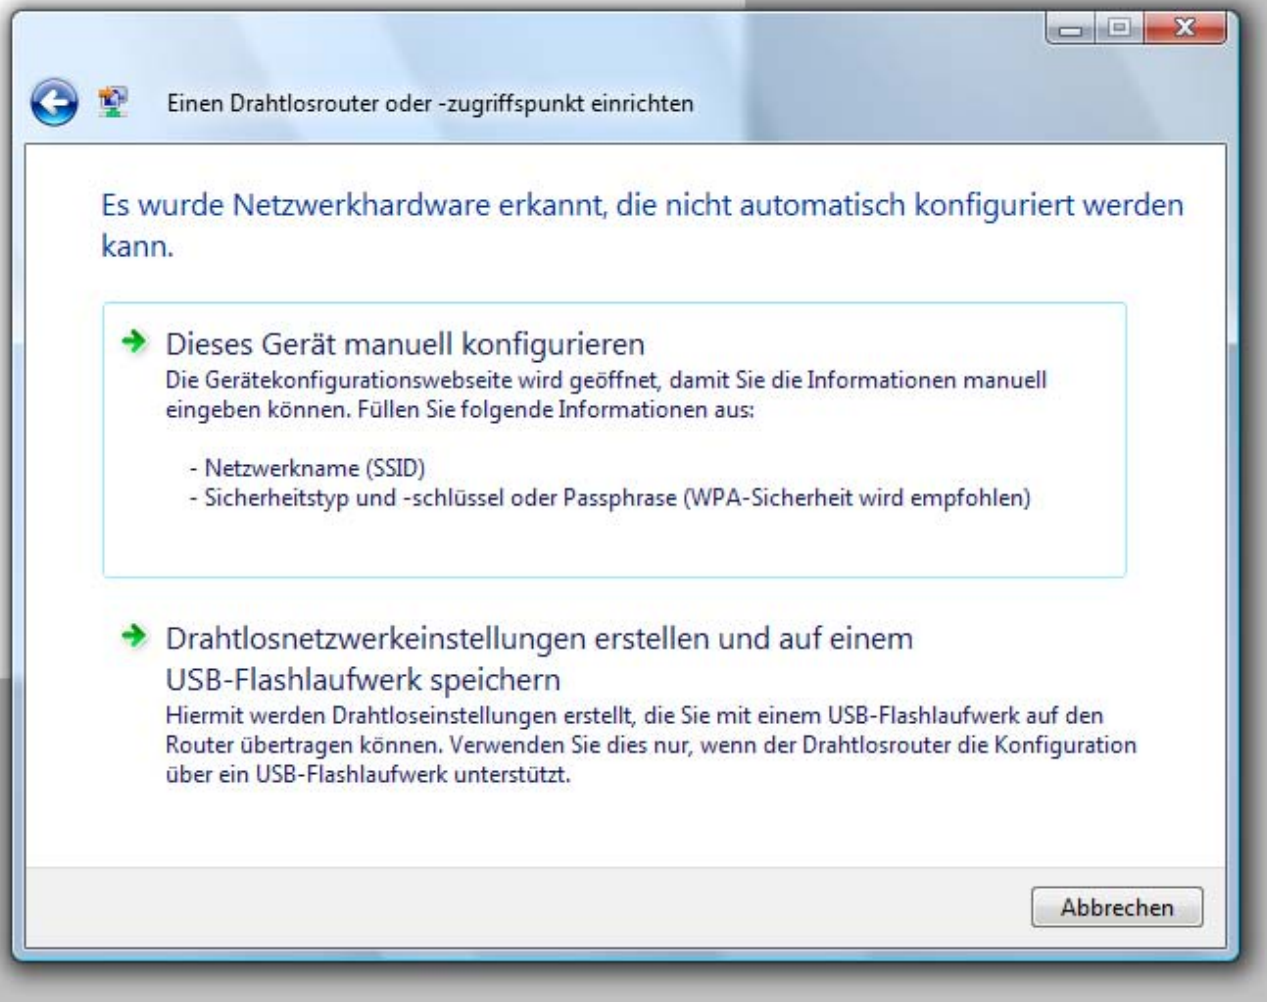 Einen Drahtlosrouter oder -zugriffspunkt einrichten
Es wurde Netzwerkhardware erkannt, die nicht automatisch konfiguriert werden
kann.
Dieses Gerät manuell konfigurieren
Die Gerätekonfigurationswebseite wird geöffnet, damit Sie die Informationen manuell
eingeben können. Füllen Sie folgende Informationen aus:
- Netzwerkname (SSID)
- Sicherheitstyp und -schlüssel oder Passphrase (WPA-Sicherheit wird empfohlen)
Drahtlosnetzwerkeinstellungen erstellen und auf einem
USB-Flashlaufwerk speichern
Hiermit werden Drahtloseinstellungen erstellt, die Sie mit einem USB-Flashlaufwerk auf den
Router übertragen können. Verwenden Sie dies nur, wenn der Drahtlosrouter die Konfiguration
über ein USB-Flashlaufwerk unterstützt.
Abbrechen